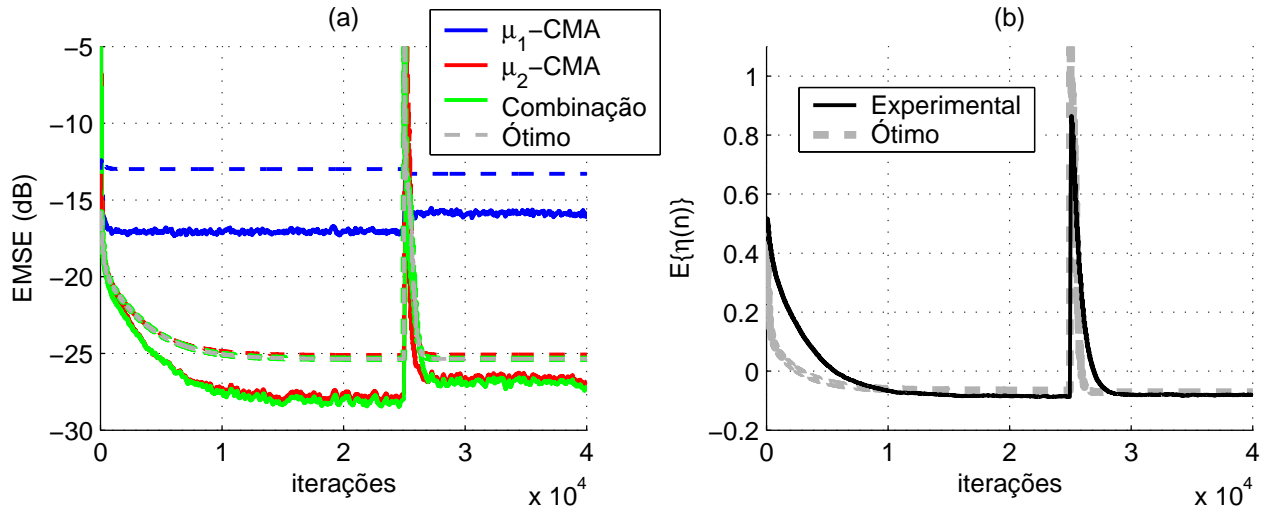 (a)
μ1−CMA
μ2−CMA
Combinação
Ótimo
EMSE (dB)
−5
−10
−15
−20
−25
−30
0
1
2
3
4
iterações
x 10^4
(b)
Experimental
Ótimo
E{η(n)}
1
0.8
0.6
0.4
0.2
0
−0.2
0
1
2
3
4
iterações
x 10^4